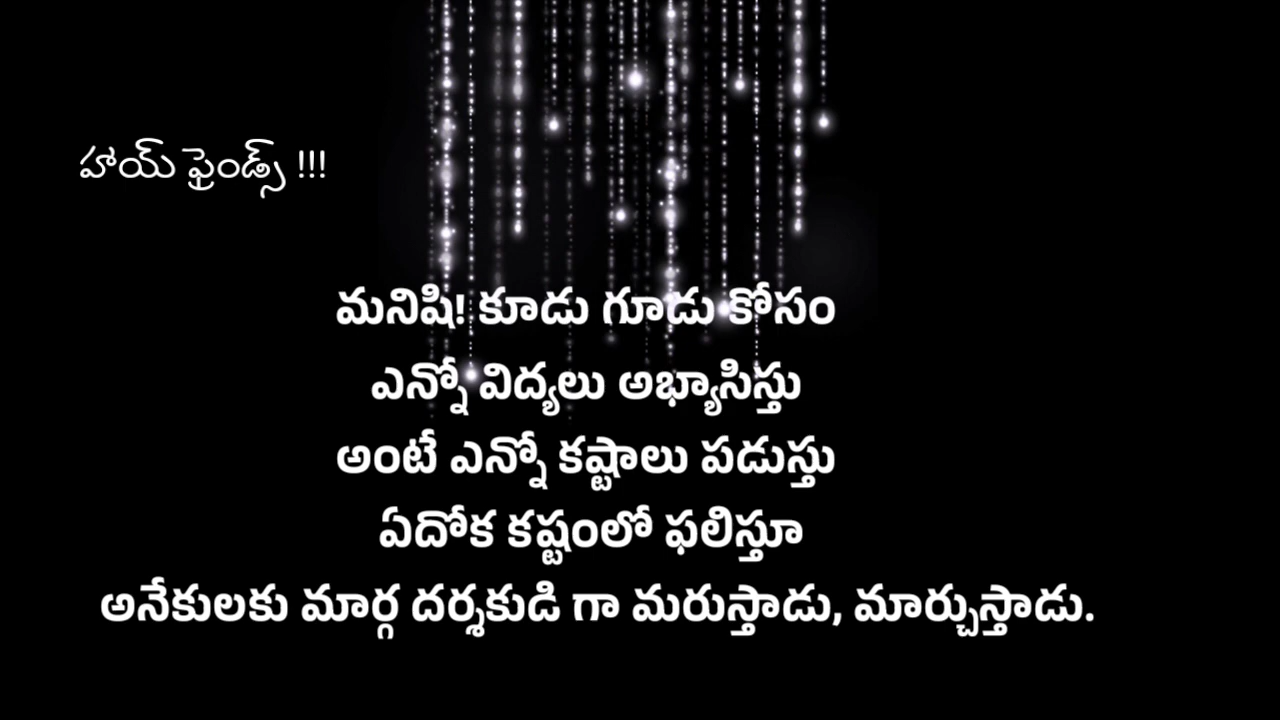 హాయ్ ఫ్రెండ్స్ !!!
మనిషి! కూడు గూడు కోసం
ఎన్నో విద్యలు అభ్యాసిస్తు
అంటే ఎన్నో కష్టాలు పడుస్తు
ఏదోక కష్టంలో ఫలిస్తూ
అనేకులకు మార్గ దర్శకుడి గా మరుస్తాడు, మార్చుస్తాడు.